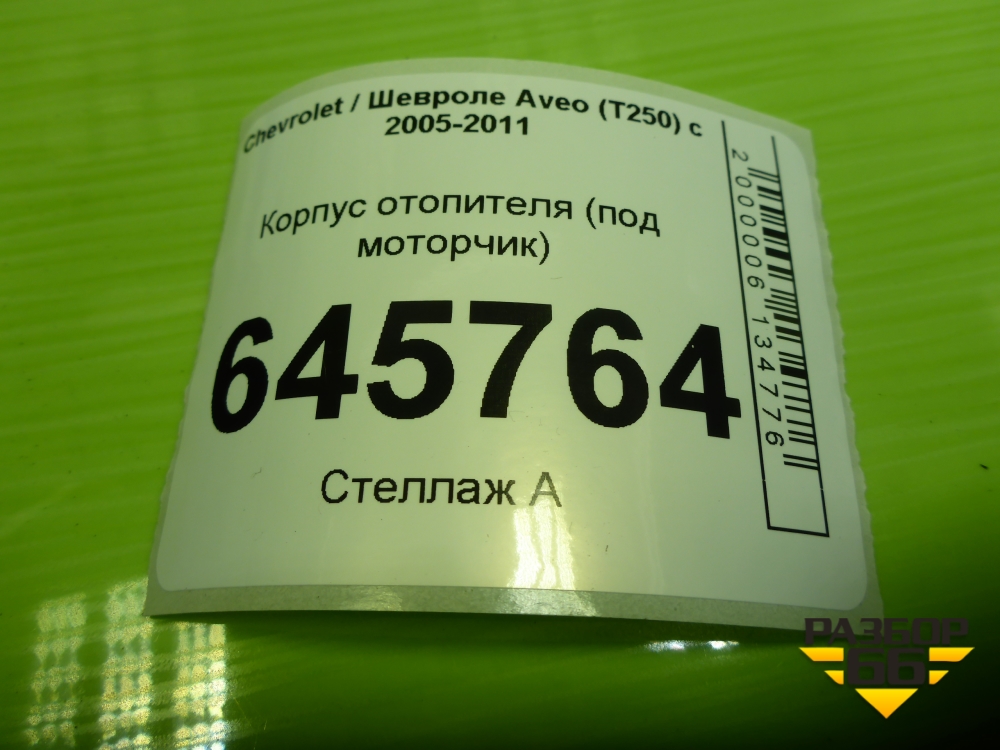 Chevrolet / Шевроле Aveo (T250) с
2005-2011
Корпус отопителя (под
моторчик)
645764
Стеллаж А
2000006134776
РАЗБОР
66